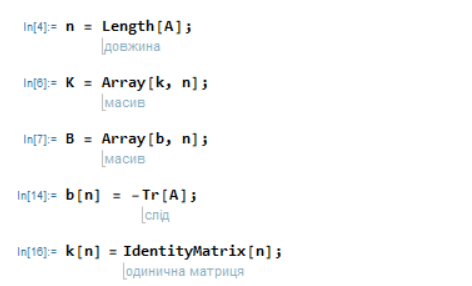 In[4]:= n = Length[A];
довжина
In[6]:= K = Array[k, n];
масив
In[7]:= B = Array[b, n];
масив
In[14]:= b[n] = -Tr[A];
слід
In[16]:= k[n] = IdentityMatrix[n];
одинична матриця